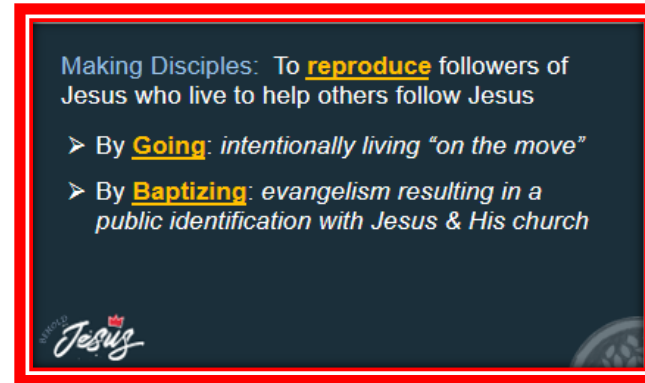 Making Disciples: To reproduce followers of
Jesus who live to help others follow Jesus
➤ By Going: intentionally living “on the move”
➤ By Baptizing: evangelism resulting in a
public identification with Jesus & His church
BEHOLD
Jesus